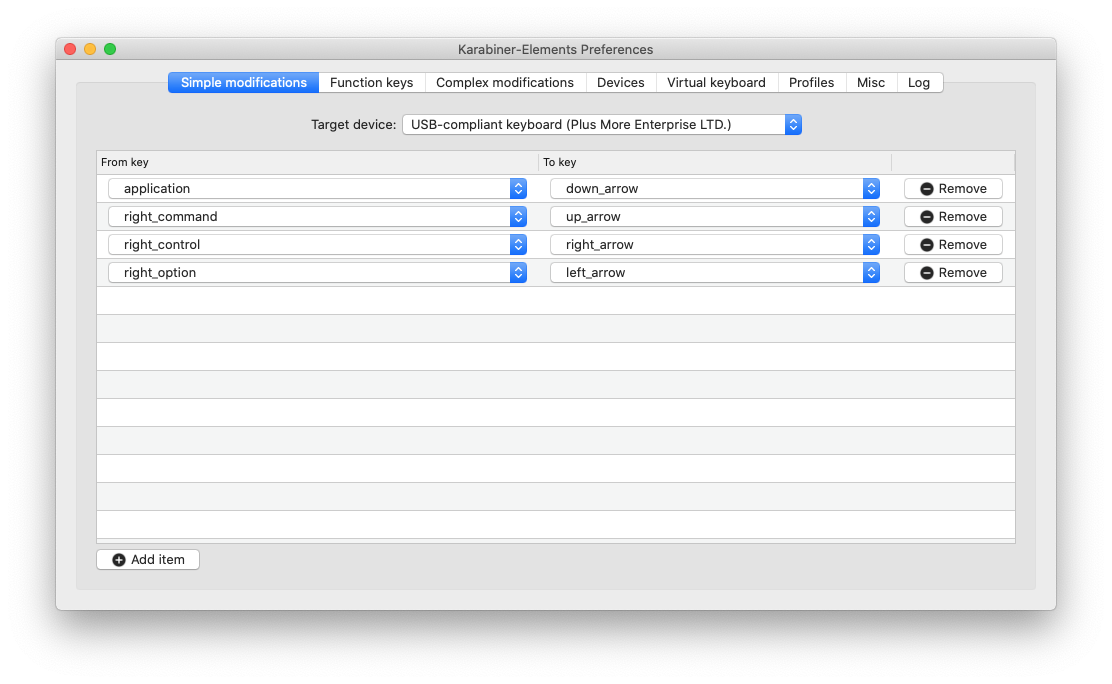 Karabiner-Elements Preferences
Simple modifications Function keys Complex modifications Devices Virtual keyboard Profiles Misc Log
Target device: USB-compliant keyboard (Plus More Enterprise LTD.)
From key To key
application down_arrow Remove
right_command up_arrow Remove
right_control right_arrow Remove
right_option left_arrow Remove
Add item